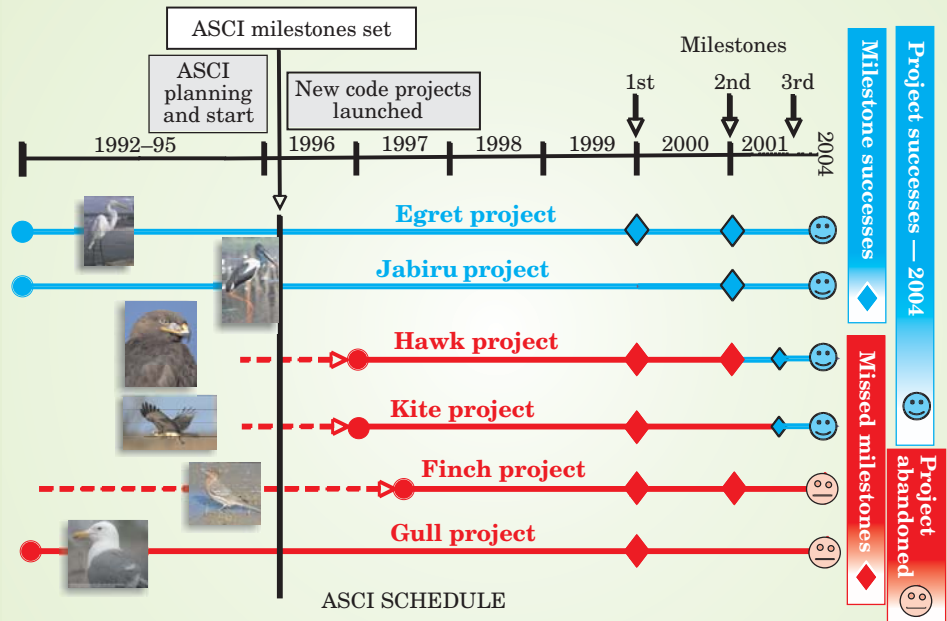 ASCI milestones set
ASCI
planning
and start
New code projects
launched
Milestones
1st
2nd
3rd
1992–95
1996
1997
1998
1999
2000
2001
2004
Egret project
Jabiru project
Hawk project
Kite project
Finch project
Gull project
ASCI SCHEDULE
Milestone successes
Missed milestones
Project successes — 2004
Project
abandoned